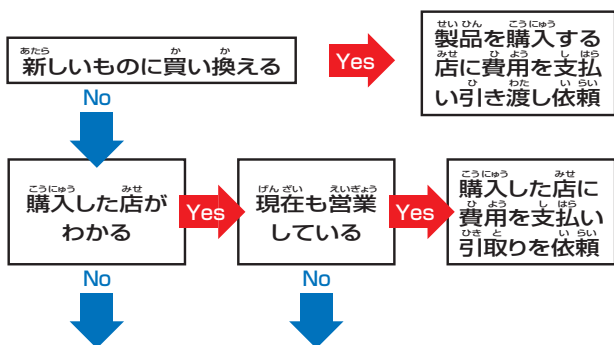 新しいものに買い換える
Yes
製品を購入する
店に費用を支払
い引き渡し依頼
No
購入した店が
わかる
Yes
現在も営業
している
Yes
購入した店に
費用を支払い
引取りを依頼
No
No